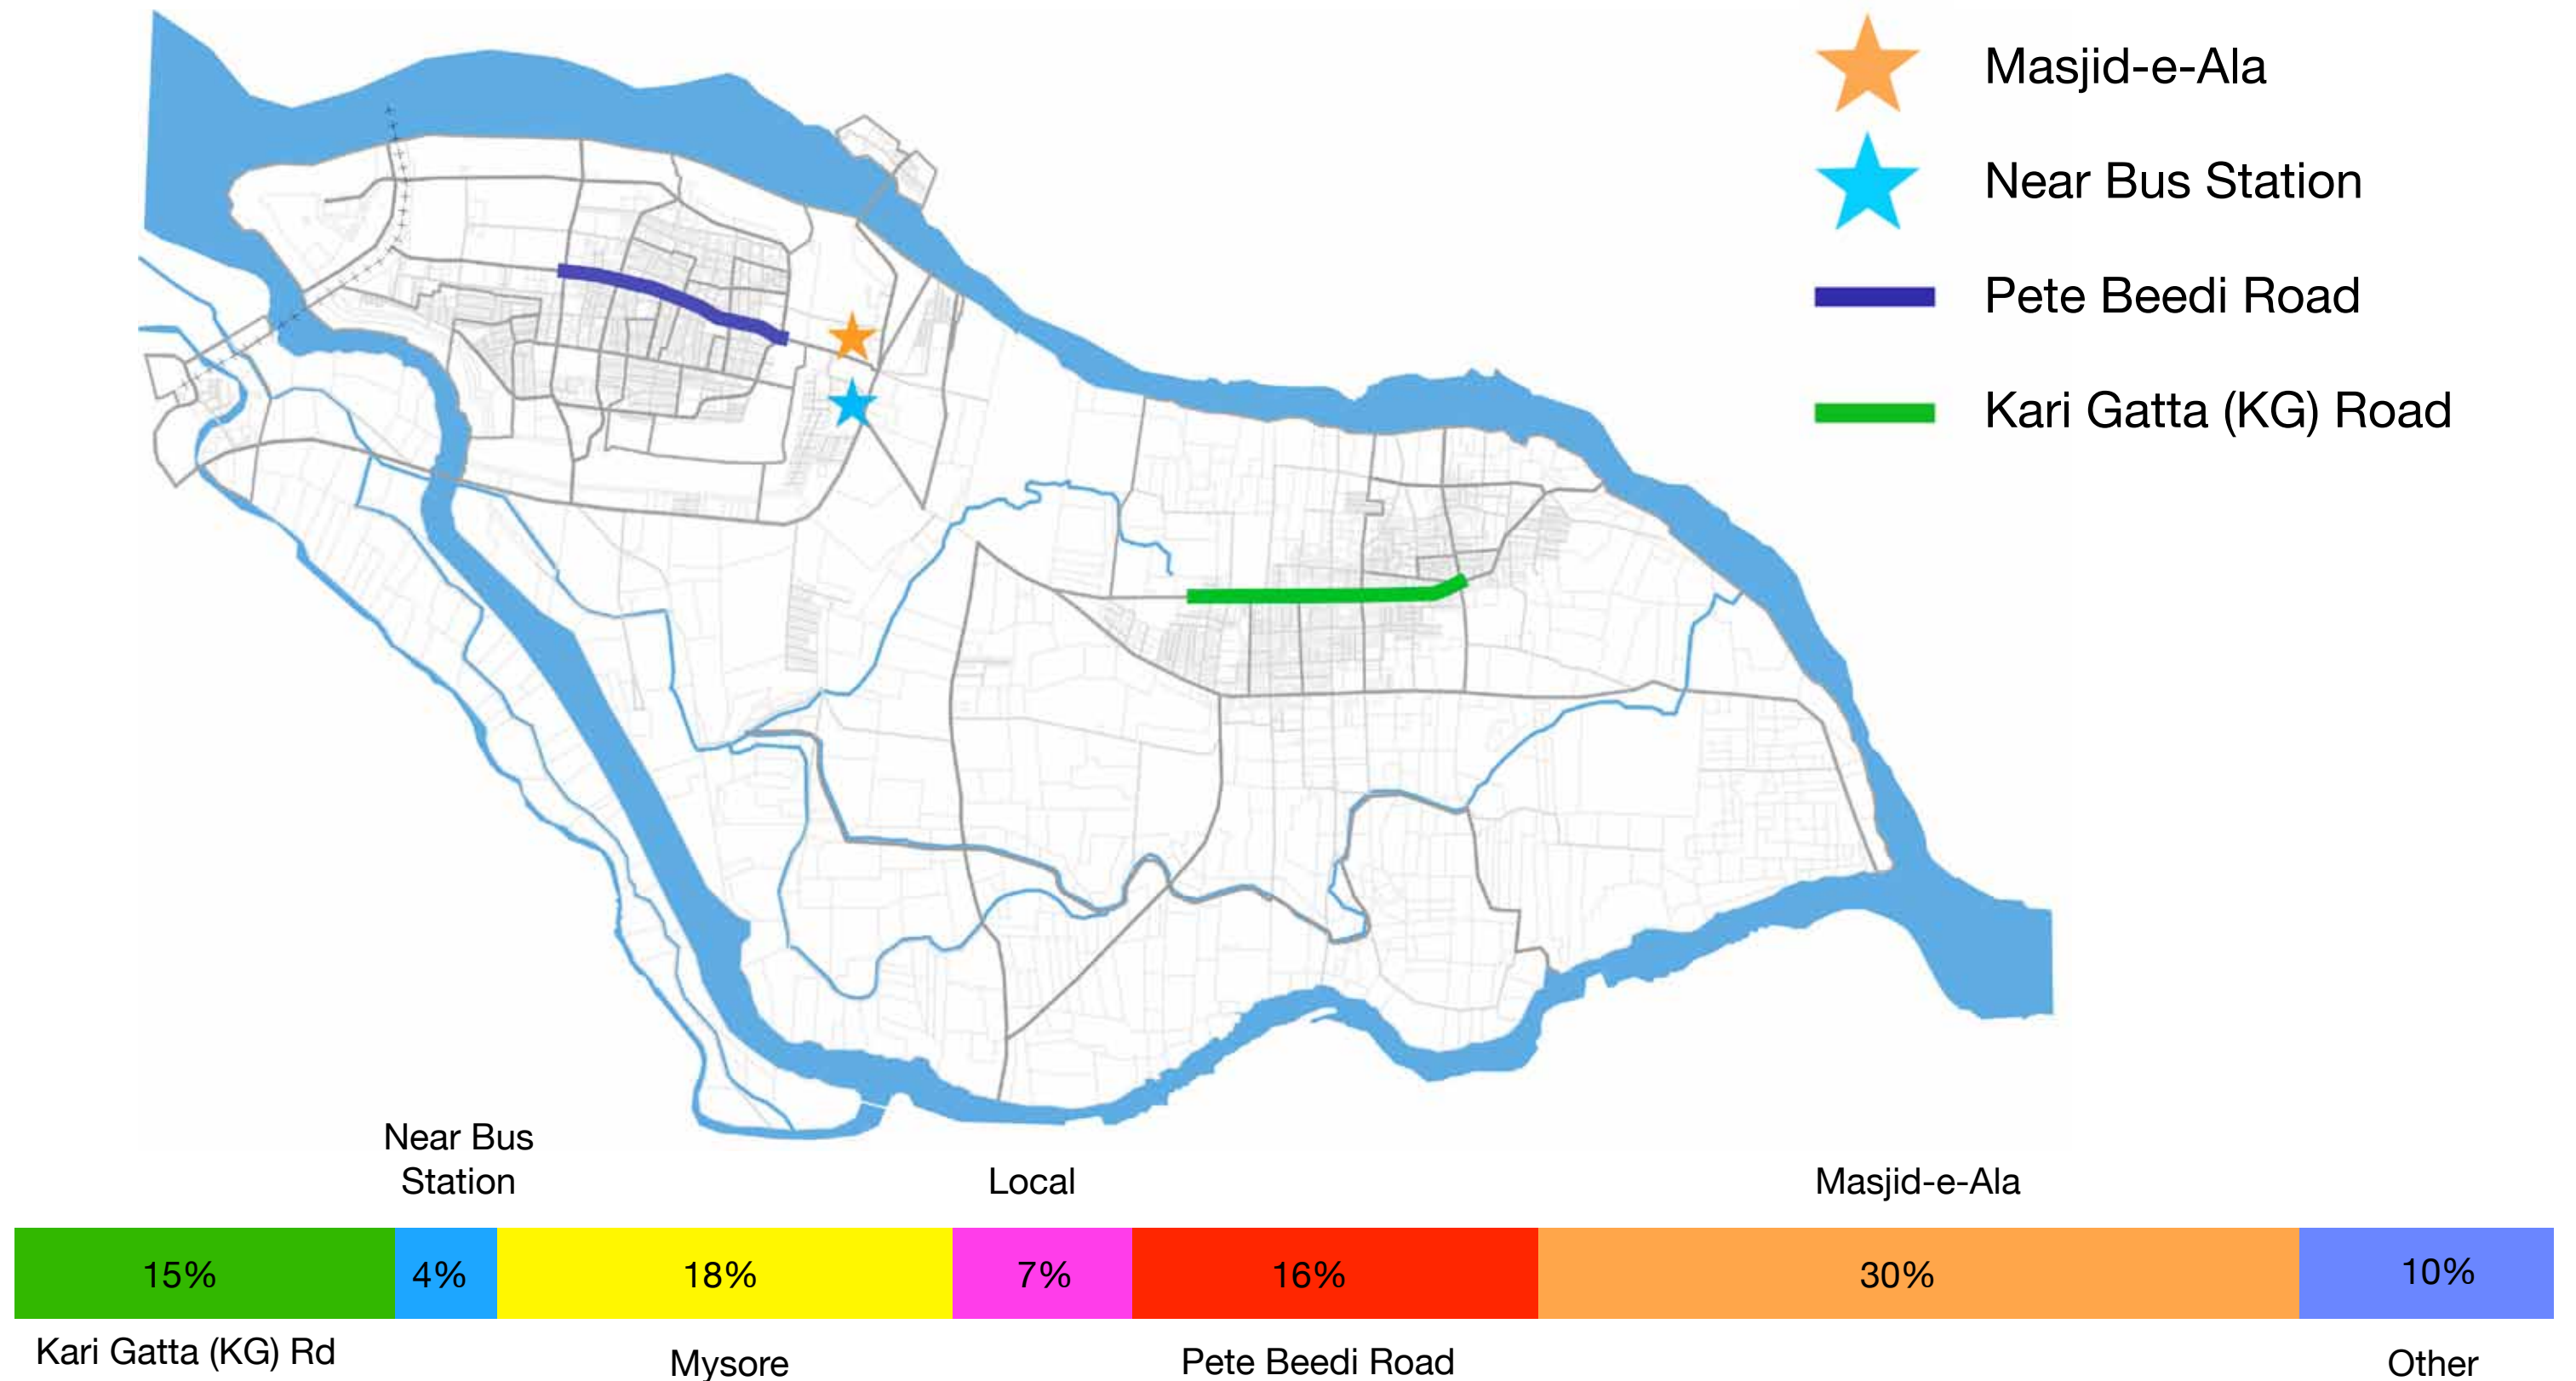 Masjid-e-Ala
Near Bus Station
Pete Beedi Road
Kari Gatta (KG) Road
Near Bus
Station
Local
Masjid-e-Ala
15%
4%
18%
7%
16%
30%
10%
Kari Gatta (KG) Rd
Mysore
Pete Beedi Road
Other